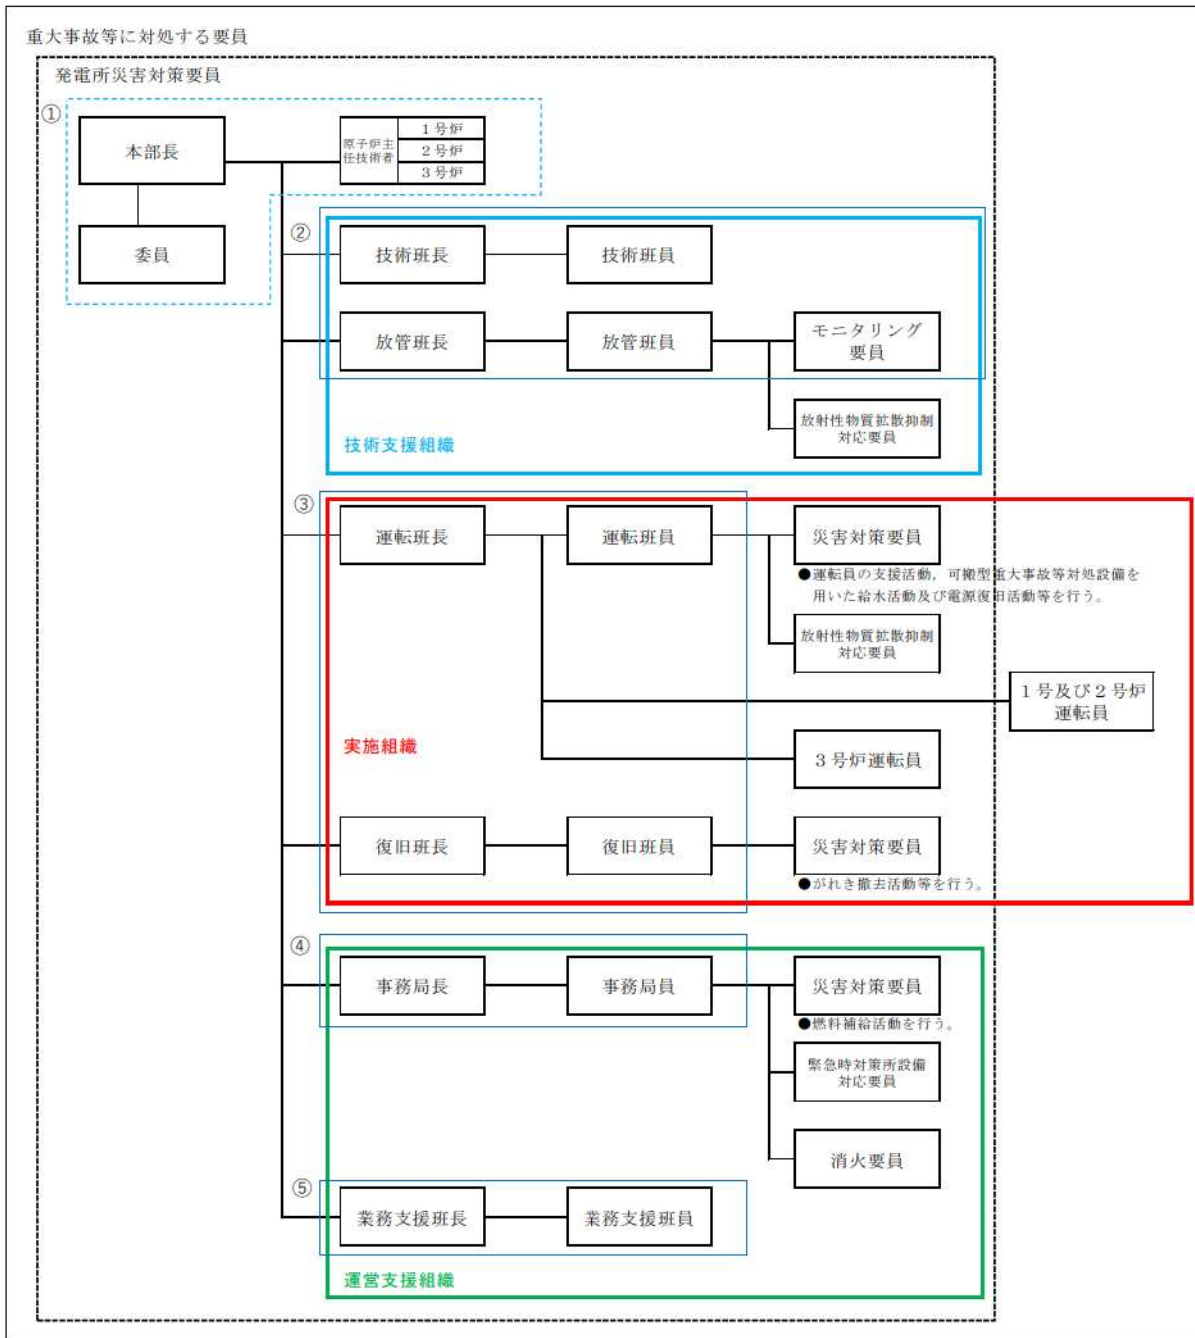 重大事故等に対処する要員
発電所災害対策要員
①
本部長
原子炉主
任技術者
１号炉
２号炉
３号炉
委員
②
技術班長
技術班員
放管班長
放管班員
モニタリング
要員
放射性物質拡散抑制
対応要員
技術支援組織
③
運転班長
運転班員
災害対策要員
●運転員の支援活動，可搬型重大事故等対処設備を
用いた給水活動及び電源復旧活動等を行う。
放射性物質拡散抑制
対応要員
１号及び２号炉
運転員
実施組織
３号炉運転員
復旧班長
復旧班員
災害対策要員
●がれき撤去活動等を行う。
④
事務局長
事務局員
災害対策要員
●燃料補給活動を行う。
緊急時対策所設備
対応要員
消火要員
⑤
業務支援班長
業務支援班員
運営支援組織